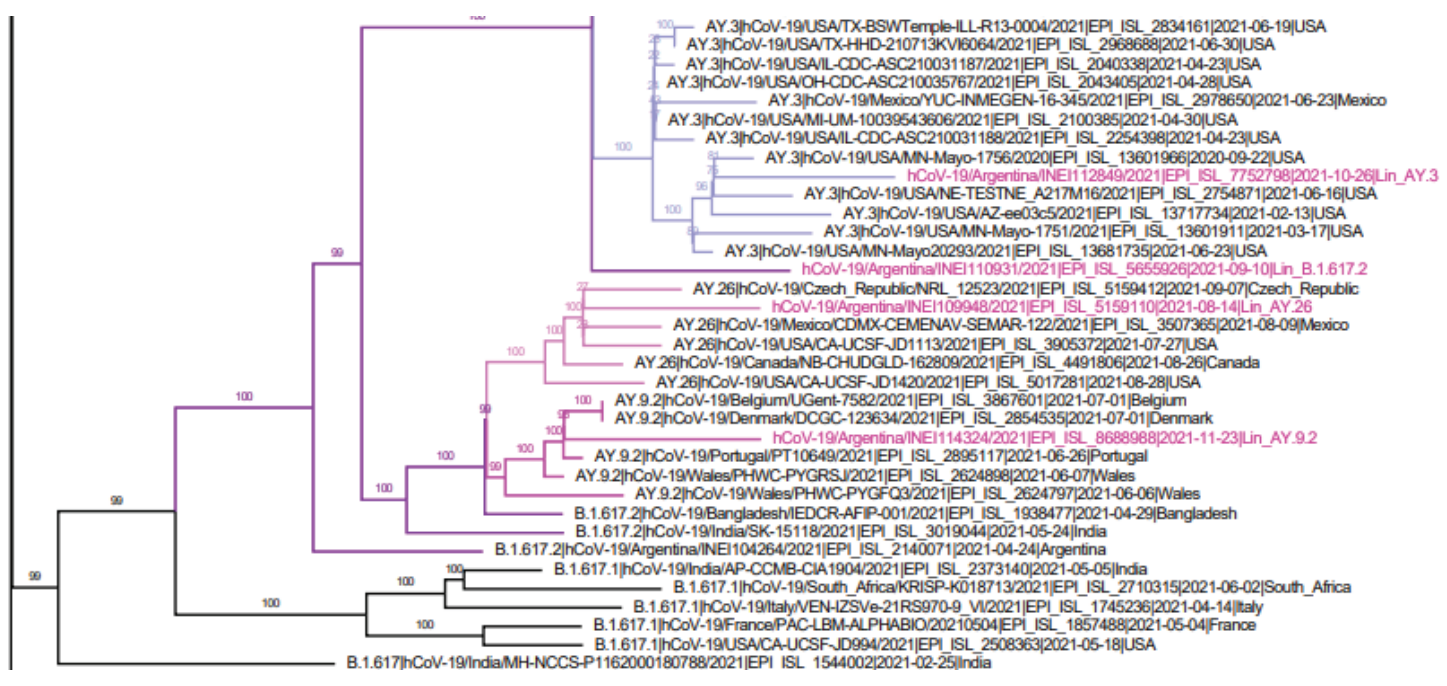 100
AY.3|hCoV-19/USA/TX-BSWTemple-ILL-R13-0004/2021|EPI_ISL_2834161|2021-06-19|USA
100
AY.3|hCoV-19/USA/TX-HHD-210713KVI6064/2021|EPI_ISL_2968688|2021-06-30|USA
AY.3|hCoV-19/USA/IL-CDC-ASC210031187/2021|EPI_ISL_2040338|2021-04-23|USA
AY.3|hCoV-19/USA/OH-CDC-ASC210035767/2021|EPI_ISL_2043405|2021-04-28|USA
AY.3|hCoV-19/Mexico/YUC-INMEGEN-16-345/2021|EPI_ISL_2978650|2021-06-23|Mexico
AY.3|hCoV-19/USA/MI-UM-10039543606/2021|EPI_ISL_2100385|2021-04-30|USA
AY.3|hCoV-19/USA/IL-CDC-ASC210031188/2021|EPI_ISL_2254398|2021-04-23|USA
100
AY.3|hCoV-19/USA/MN-Mayo-1756/2020|EPI_ISL_13601966|2020-09-22|USA
hCoV-19/Argentina/INEI112849/2021|EPI_ISL_7752798|2021-10-26|Lin_AY.3
96
AY.3|hCoV-19/USA/NE-TESTNE_A217M16/2021|EPI_ISL_2754871|2021-06-16|USA
100
AY.3|hCoV-19/USA/AZ-ee03c5/2021|EPI_ISL_13717734|2021-02-13|USA
AY.3|hCoV-19/USA/MN-Mayo-1751/2021|EPI_ISL_13601911|2021-03-17|USA
AY.3|hCoV-19/USA/MN-Mayo20293/2021|EPI_ISL_13681735|2021-06-23|USA
99
hCoV-19/Argentina/INEI110931/2021|EPI_ISL_5655926|2021-09-10|Lin_B.1.617.2
27
AY.26|hCoV-19/Czech_Republic/NRL_12523/2021|EPI_ISL_5159412|2021-09-07|Czech_Republic
100
hCoV-19/Argentina/INEI109948/2021|EPI_ISL_5159110|2021-08-14|Lin_AY.26
AY.26|hCoV-19/Mexico/CDMX-CEMENAV-SEMAR-122/2021|EPI_ISL_3507365|2021-08-09|Mexico
100
AY.26|hCoV-19/USA/CA-UCSF-JD1113/2021|EPI_ISL_3905372|2021-07-27|USA
100
AY.26|hCoV-19/Canada/NB-CHUDGLD-162809/2021|EPI_ISL_4491806|2021-08-26|Canada
AY.26|hCoV-19/USA/CA-UCSF-JD1420/2021|EPI_ISL_5017281|2021-08-28|USA
100
AY.9.2|hCoV-19/Belgium/UGent-7582/2021|EPI_ISL_3867601|2021-07-01|Belgium
100
99
AY.9.2|hCoV-19/Denmark/DCGC-123634/2021|EPI_ISL_2854535|2021-07-01|Denmark
100
hCoV-19/Argentina/INEI114324/2021|EPI_ISL_8688988|2021-11-23|Lin_AY.9.2
100
100
AY.9.2|hCoV-19/Portugal/PT10649/2021|EPI_ISL_2895117|2021-06-26|Portugal
99
AY.9.2|hCoV-19/Wales/PHWC-PYGRSJ/2021|EPI_ISL_2624898|2021-06-07|Wales
AY.9.2|hCoV-19/Wales/PHWC-PYGFQ3/2021|EPI_ISL_2624797|2021-06-06|Wales
100
99
B.1.617.2|hCoV-19/Bangladesh/IEDCR-AFIP-001/2021|EPI_ISL_1938477|2021-04-29|Bangladesh
B.1.617.2|hCoV-19/India/SK-15118/2021|EPI_ISL_3019044|2021-05-24|India
B.1.617.2|hCoV-19/Argentina/INEI104264/2021|EPI_ISL_2140071|2021-04-24|Argentina
99
100
B.1.617.1|hCoV-19/India/AP-CCMB-CIA1904/2021|EPI_ISL_2373140|2021-05-05|India
100
B.1.617.1|hCoV-19/South_Africa/KRISP-K018713/2021|EPI_ISL_2710315|2021-06-02|South_Africa
100
B.1.617.1|hCoV-19/Italy/VEN-IZSVe-21RS970-9_VI/2021|EPI_ISL_1745236|2021-04-14|Italy
100
B.1.617.1|hCoV-19/France/PAC-LBM-ALPHABIO/20210504|EPI_ISL_1857488|2021-05-04|France
B.1.617.1|hCoV-19/USA/CA-UCSF-JD994/2021|EPI_ISL_2508363|2021-05-18|USA
B.1.617|hCoV-19/India/MH-NCCS-P1162000180788/2021|EPI_ISL_1544002|2021-02-25|India